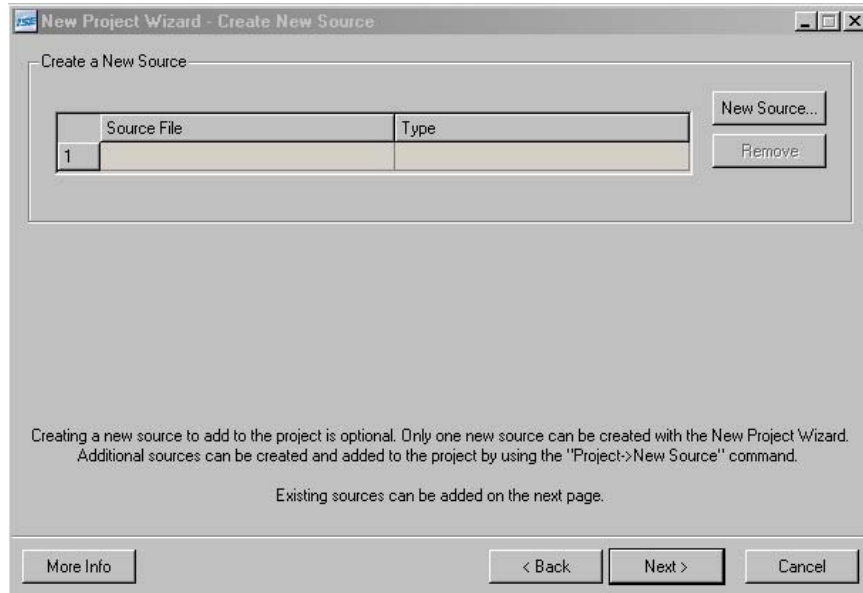 ISE New Project Wizard - Create New Source
Create a New Source
Source File Type
1
New Source...
Remove
Creating a new source to add to the project is optional. Only one new source can be created with the New Project Wizard.
Additional sources can be created and added to the project by using the "Project->New Source" command.
Existing sources can be added on the next page.
More Info
< Back
Next >
Cancel